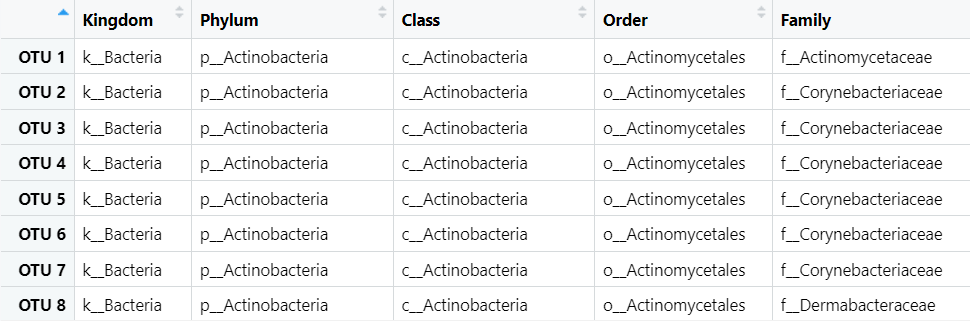 Kingdom Phylum Class Order Family
OTU 1 k__Bacteria p__Actinobacteria c__Actinobacteria o__Actinomycetales f__Actinomycetaceae
OTU 2 k__Bacteria p__Actinobacteria c__Actinobacteria o__Actinomycetales f__Corynebacteriaceae
OTU 3 k__Bacteria p__Actinobacteria c__Actinobacteria o__Actinomycetales f__Corynebacteriaceae
OTU 4 k__Bacteria p__Actinobacteria c__Actinobacteria o__Actinomycetales f__Corynebacteriaceae
OTU 5 k__Bacteria p__Actinobacteria c__Actinobacteria o__Actinomycetales f__Corynebacteriaceae
OTU 6 k__Bacteria p__Actinobacteria c__Actinobacteria o__Actinomycetales f__Corynebacteriaceae
OTU 7 k__Bacteria p__Actinobacteria c__Actinobacteria o__Actinomycetales f__Corynebacteriaceae
OTU 8 k__Bacteria p__Actinobacteria c__Actinobacteria o__Actinomycetales f__Dermabacteraceae